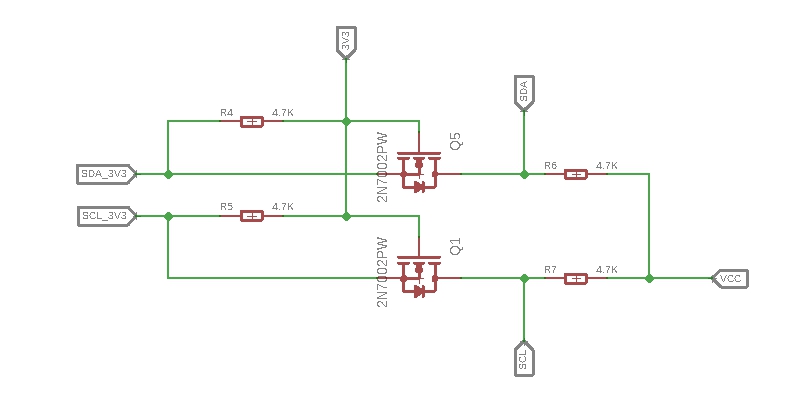 3V3
SDA
R4 4.7K
2N7002PW
Q5
SDA_3V3
R6 4.7K
SCL_3V3
R5 4.7K
2N7002PW
Q1
R7 4.7K
VCC
SCL